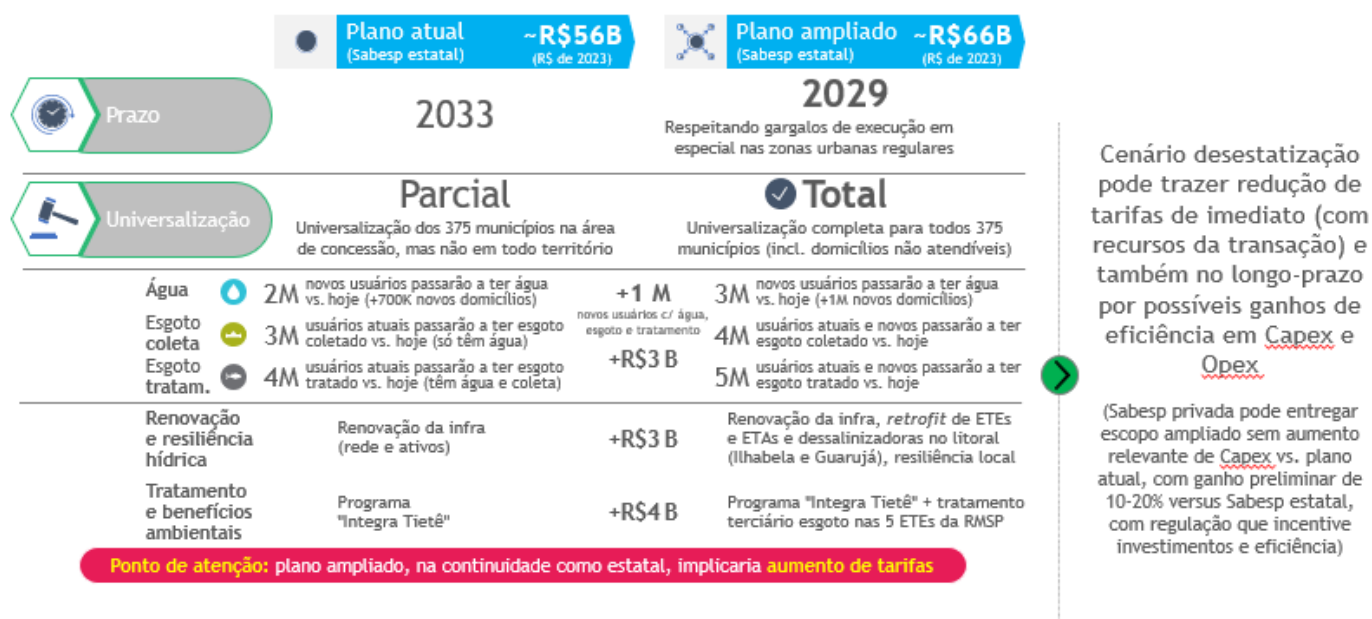 Plano atual
(Sabesp estatal)
~R$56B
(R$ de 2023)
Plano ampliado
(Sabesp estatal)
~R$66B
(R$ de 2023)
Prazo
2033
2029
Respeitando gargalos de execução em
especial nas zonas urbanas regulares
Universalização
Parcial
Universalização dos 375 municípios na área
de concessão, mas não em todo território
Total
Universalização completa para todos 375
municípios (incl. domicílios não atendíveis)
Água
2M novos usuários passarão a ter água
vs. hoje (+700K novos domicílios)
+1 M
novos usuários c/ água,
esgoto e tratamento
3M novos usuários passarão a ter água
vs. hoje (+1M novos domicílios)
Esgoto
coleta
3M usuários atuais passarão a ter esgoto
coletado vs. hoje (só têm água)
+R$3 B
4M usuários atuais e novos passarão a ter
esgoto coletado vs. hoje
Esgoto
tratam.
4M usuários atuais passarão a ter esgoto
tratado vs. hoje (têm água e coleta)
5M usuários atuais e novos passarão a ter
esgoto tratado vs. hoje
Renovação
e resiliência
hídrica
Renovação da infra
(rede e ativos)
+R$3 B
Renovação da infra, retrofit de ETEs
e ETAs e dessalinizadoras no litoral
(Ilhabela e Guarujá), resiliência local
Tratamento
e benefícios
ambientais
Programa
"Integra Tietê"
+R$4 B
Programa "Integra Tietê" + tratamento
terciário esgoto nas 5 ETEs da RMSP
Ponto de atenção: plano ampliado, na continuidade como estatal, implicaria aumento de tarifas
Cenário desestatização
pode trazer redução de
tarifas de imediato (com
recursos da transação) e
também no longo-prazo
por possíveis ganhos de
eficiência em Capex e
Opex
(Sabesp privada pode entregar
escopo ampliado sem aumento
relevante de Capex vs. plano
atual, com ganho preliminar de
10-20% versus Sabesp estatal,
com regulação que incentive
investimentos e eficiência)